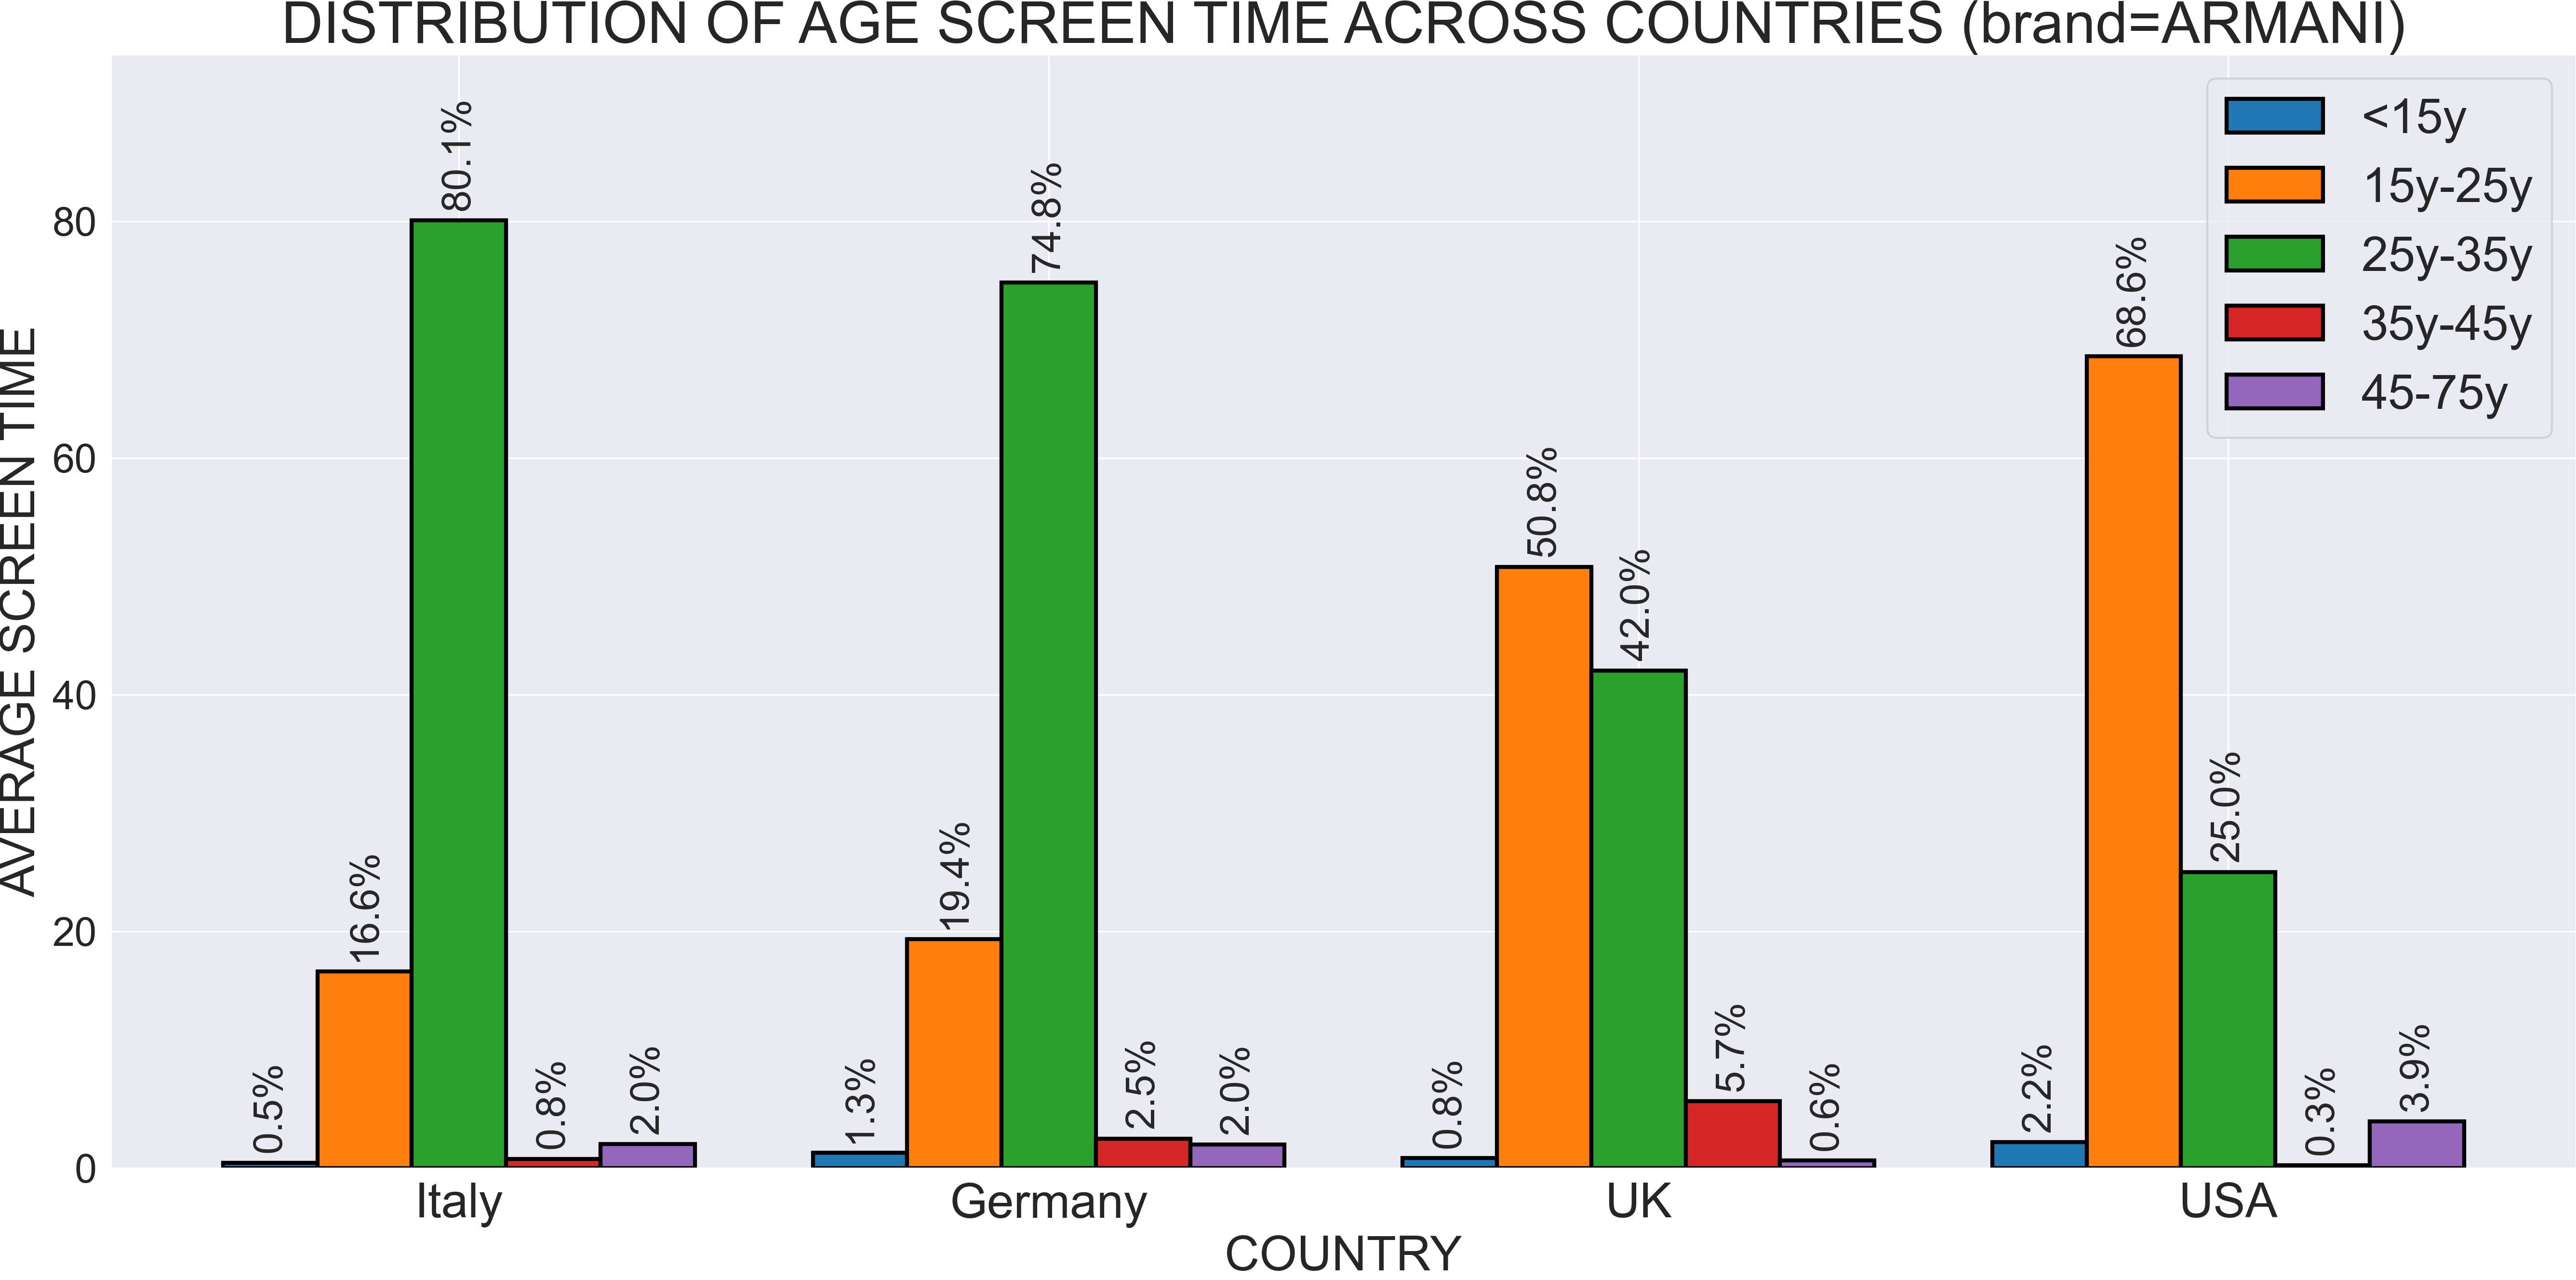 DISTRIBUTION OF AGE SCREEN TIME ACROSS COUNTRIES (brand=ARMANI)
AVERAGE SCREEN TIME
80
60
40
20
0
0.5%
16.6%
80.1%
0.8%
2.0%
1.3%
19.4%
74.8%
2.5%
2.0%
0.8%
50.8%
42.0%
5.7%
0.6%
2.2%
68.6%
25.0%
0.3%
3.9%
<15y
15y-25y
25y-35y
35y-45y
45-75y
Italy
Germany
UK
USA
COUNTRY